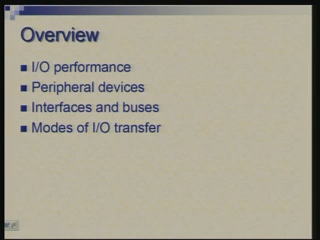 Overview
I/O performance
Peripheral devices
Interfaces and buses
Modes of I/O transfer